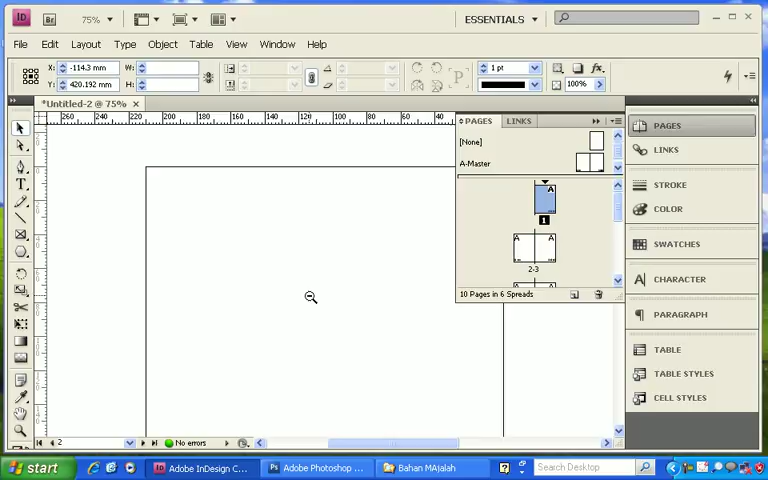 ID Br 75% ESSENTIALS
File Edit Layout Type Object Table View Window Help
X: -114.3 mm W: 1 pt fx
Y: 420.192 mm H: P 100%
*Untitled-2 @ 75%
260 240 220 200 180 160 140 120 100 80 60 40
PAGES LINKS
PAGES
[None]
LINKS
A-Master
A
1
STROKE
COLOR
A A
2-3
SWATCHES
CHARACTER
10 Pages in 6 Spreads
PARAGRAPH
TABLE
TABLE STYLES
CELL STYLES
2 No errors
start Adobe InDesign C... Adobe Photoshop ... Bahan MAjalah Search Desktop